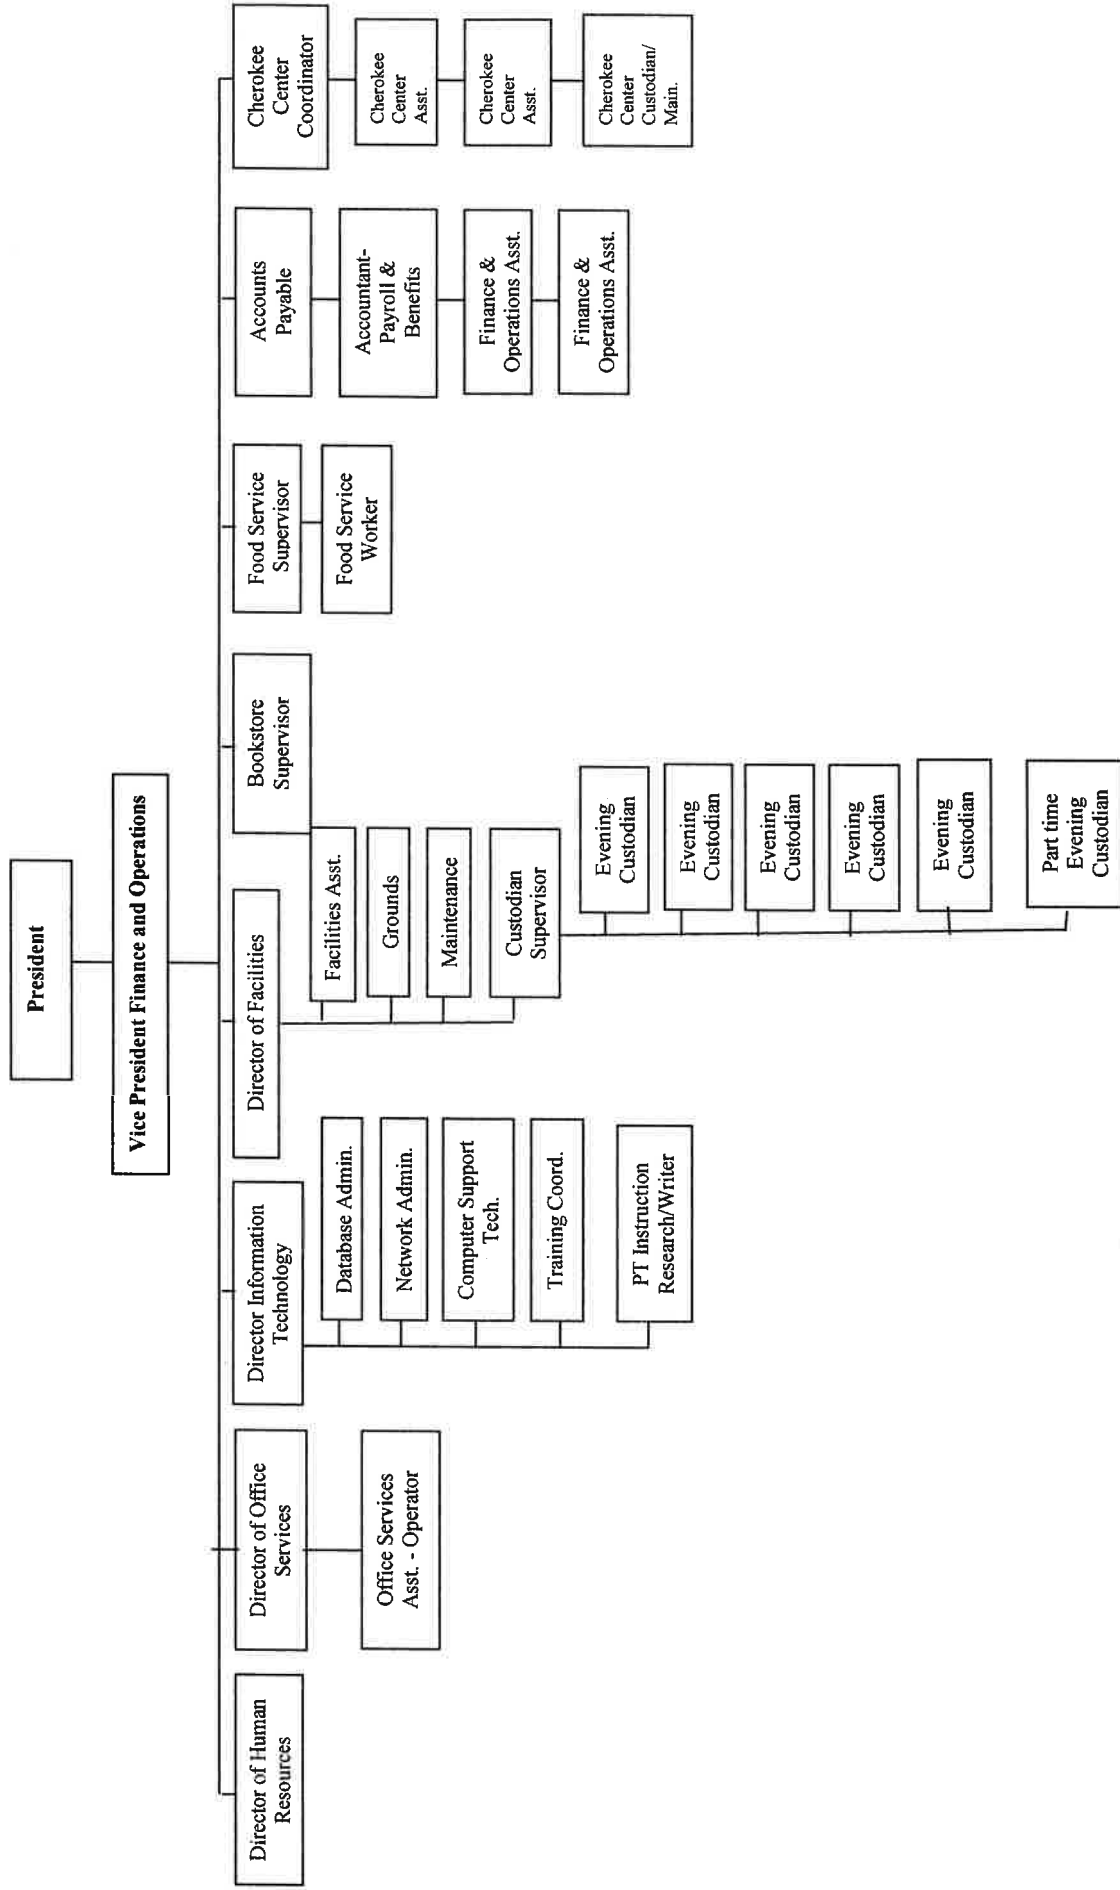 President
Vice President Finance and Operations
Director of Human
Resources
Director of Office
Services
Office Services
Asst. - Operator
Director Information
Technology
Database Admin.
Network Admin.
Computer Support
Tech.
Training Coord.
PT Instruction
Research/Writer
Director of Facilities
Facilities Asst.
Grounds
Maintenance
Custodian
Supervisor
Evening
Custodian
Evening
Custodian
Evening
Custodian
Evening
Custodian
Evening
Custodian
Part time
Evening
Custodian
Bookstore
Supervisor
Food Service
Supervisor
Food Service
Worker
Accounts
Payable
Accountant-
Payroll &
Benefits
Finance &
Operations Asst.
Finance &
Operations Asst.
Cherokee
Center
Coordinator
Cherokee
Center
Asst.
Cherokee
Center
Asst.
Cherokee
Center
Custodian/
Main.